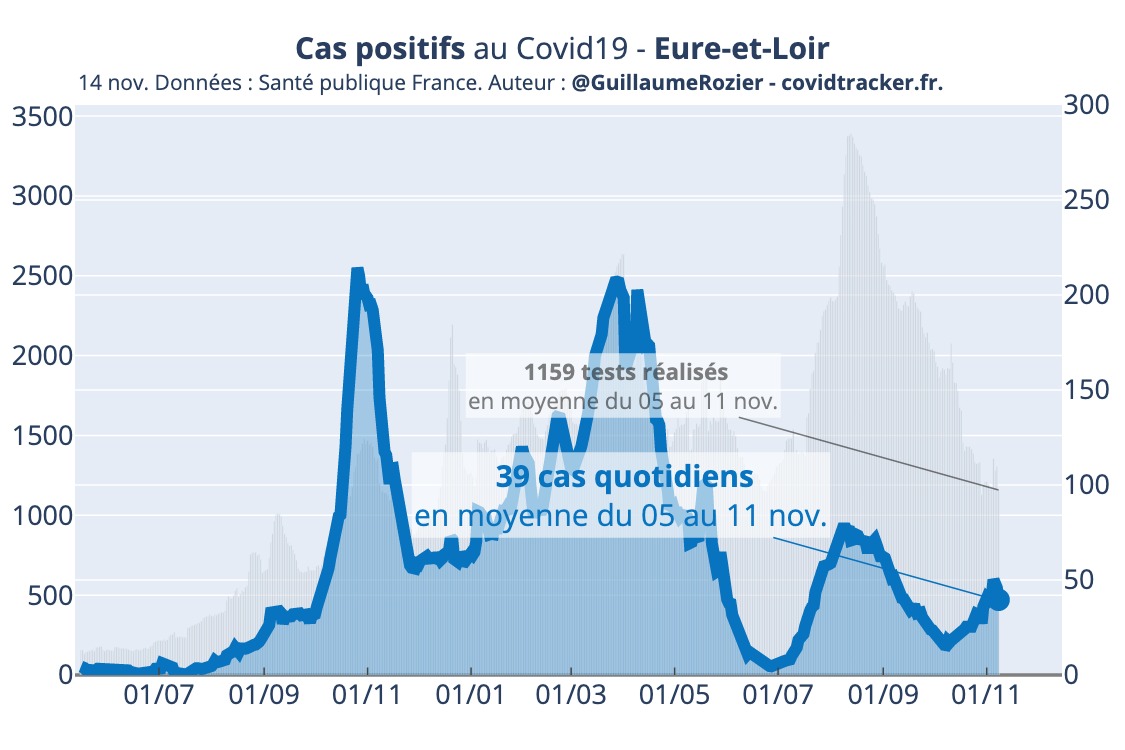 Cas positifs au Covid19 - Eure-et-Loir
14 nov. Données : Santé publique France. Auteur : @GuillaumeRozier - covidtracker.fr.
3500
3000
2500
2000
1500
1000
500
0
300
250
200
150
100
50
0
1159 tests réalisés
en moyenne du 05 au 11 nov.
39 cas quotidiens
en moyenne du 05 au 11 nov.
01/07 01/09 01/11 01/01 01/03 01/05 01/07 01/09 01/11